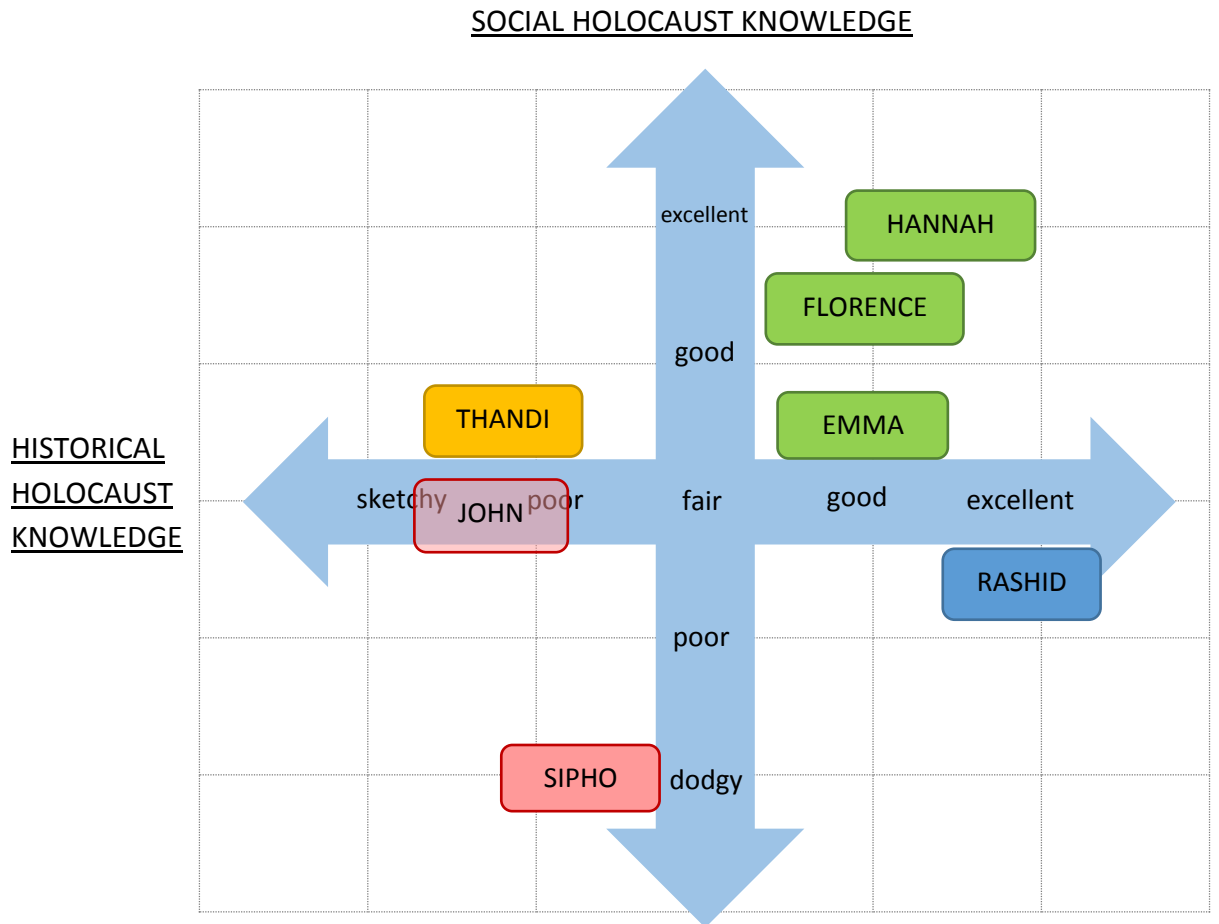 SOCIAL HOLOCAUST KNOWLEDGE
excellent
HANNAH
FLORENCE
good
THANDI
EMMA
HISTORICAL
HOLOCAUST
KNOWLEDGE
sketchy
JOHN
poor
fair
good
excellent
RASHID
poor
SIPHO
dodgy